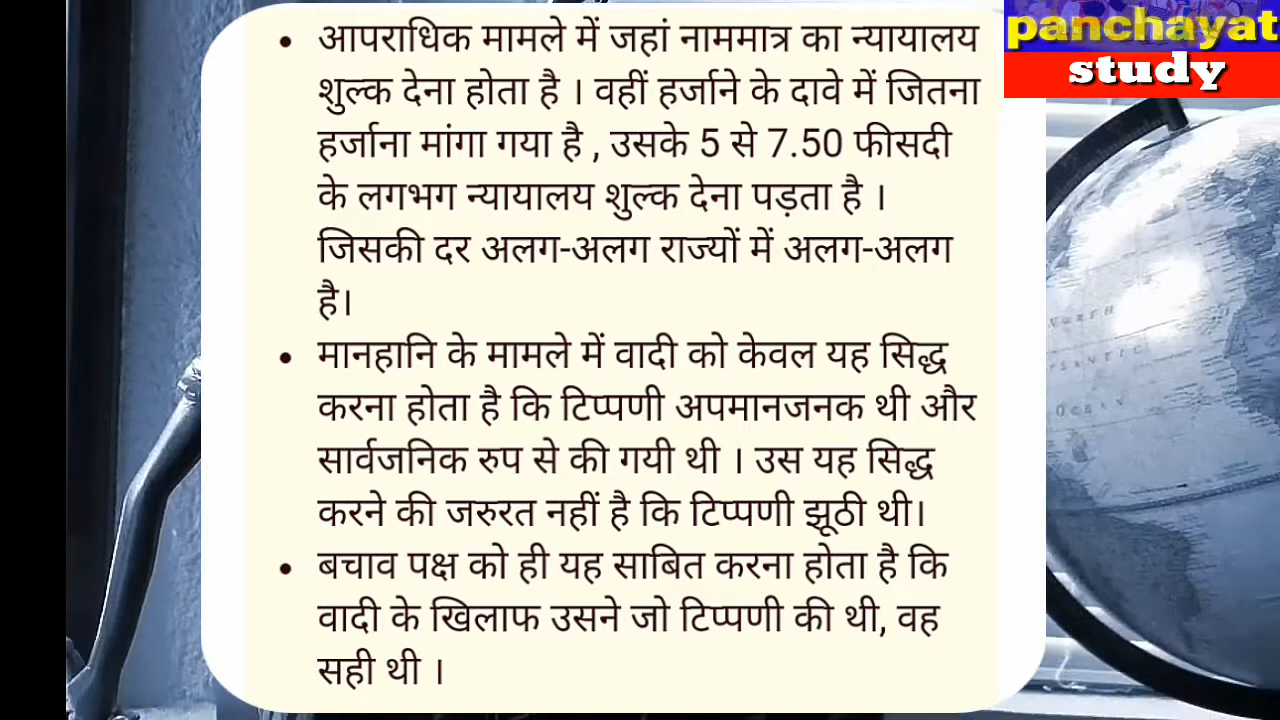 panchayat
study
• आपराधिक मामले में जहां नाममात्र का न्यायालय
शुल्क देना होता है । वहीं हर्जाने के दावे में जितना
हर्जाना मांगा गया है , उसके 5 से 7.50 फीसदी
के लगभग न्यायालय शुल्क देना पड़ता है ।
जिसकी दर अलग-अलग राज्यों में अलग-अलग
है।
• मानहानि के मामले में वादी को केवल यह सिद्ध
करना होता है कि टिप्पणी अपमानजनक थी और
सार्वजनिक रुप से की गयी थी । उस यह सिद्ध
करने की जरुरत नहीं है कि टिप्पणी झूठी थी।
• बचाव पक्ष को ही यह साबित करना होता है कि
वादी के खिलाफ उसने जो टिप्पणी की थी, वह
सही थी ।